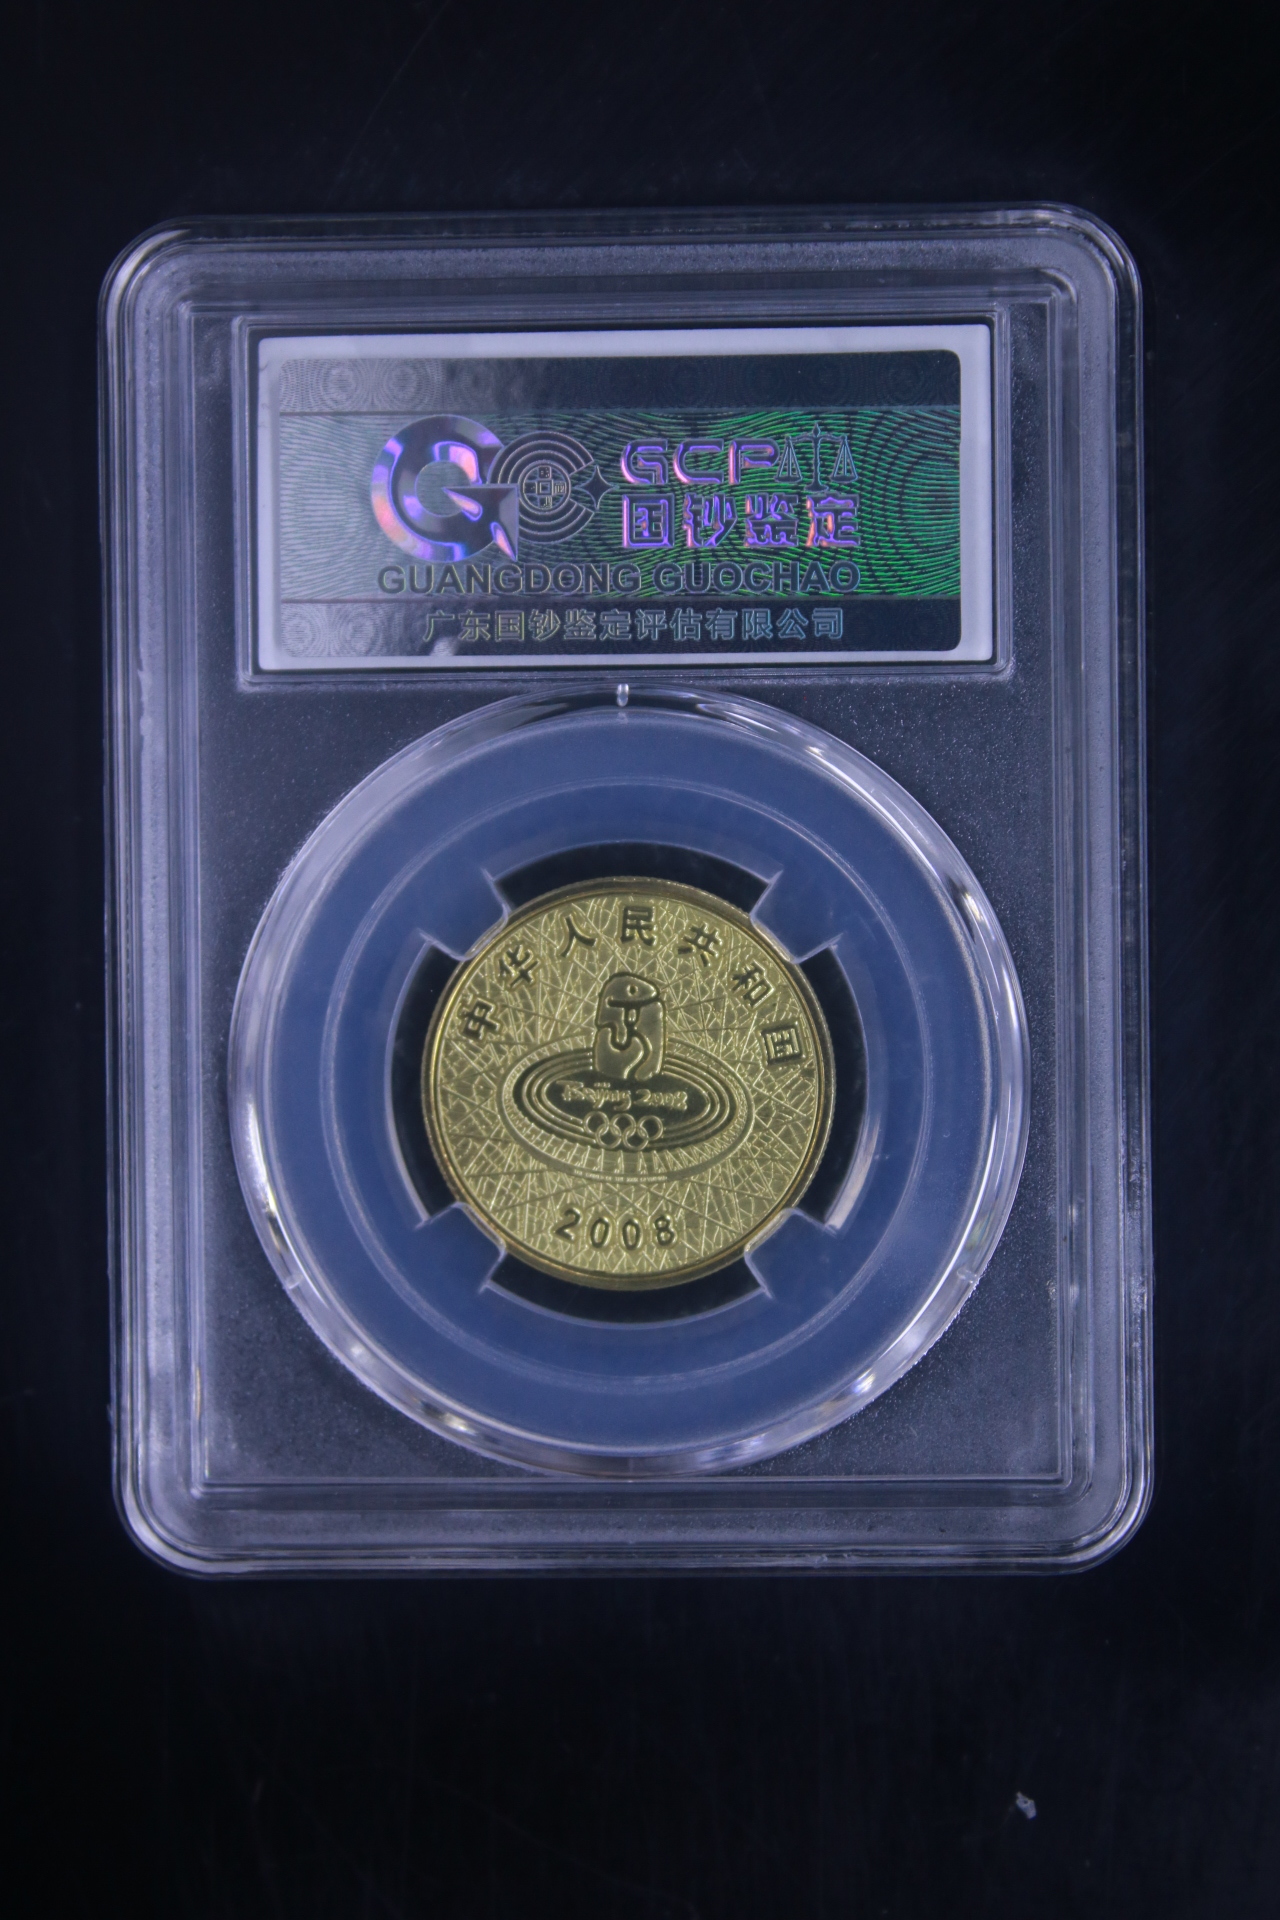 GCP
国钞鉴定
GUANGDONG GUOCHAO
广东国钞鉴定评估有限公司
中华人民共和国
Beijing 2008
2008